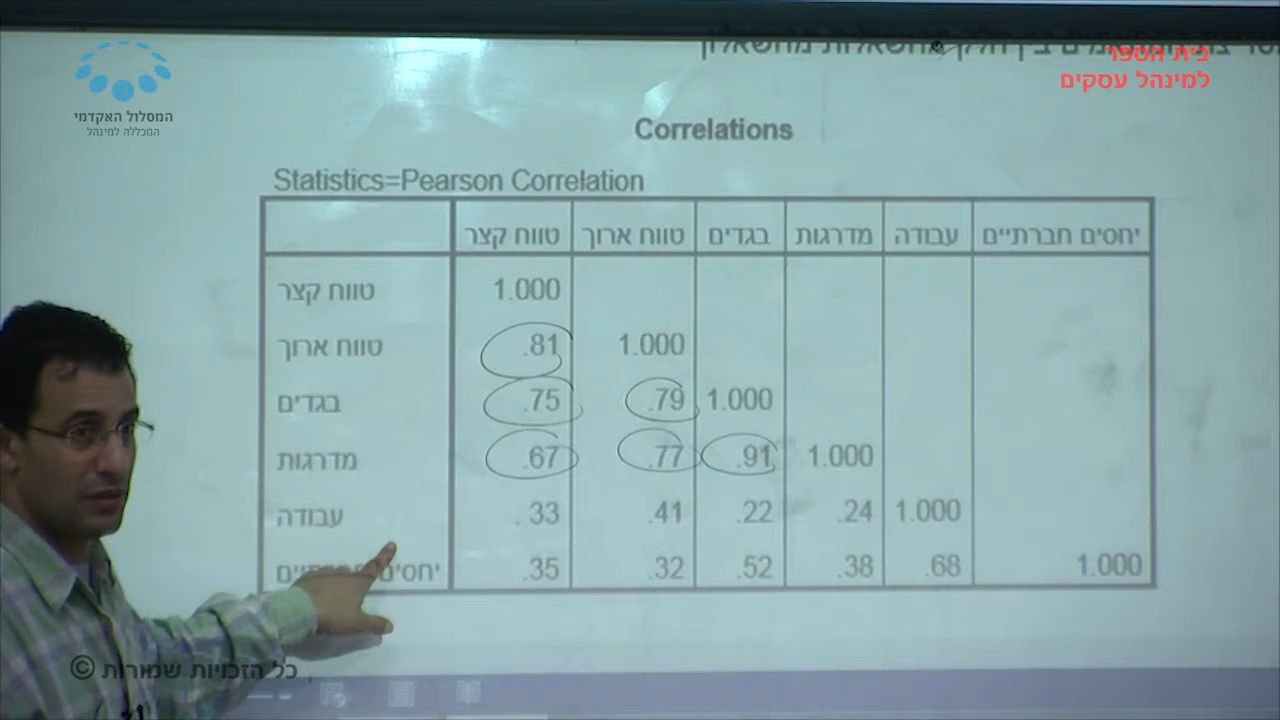 מחשאלון
בית הספר
למינהל עסקים
המסלול האקדמי
המכללה למינהל
Correlations
Statistics=Pearson Correlation
טווח קצר טווח ארוך בגדים מדרגות עבודה יחסים חברתיים
טווח קצר 1.000
טווח ארוך .81 1.000
בגדים .75 .79 1.000
מדרגות .67 .77 .91 1.000
עבודה .33 .41 .22 .24 1.000
יחסים .35 .32 .52 .38 .68 1.000
כל הזכויות שמורות ©